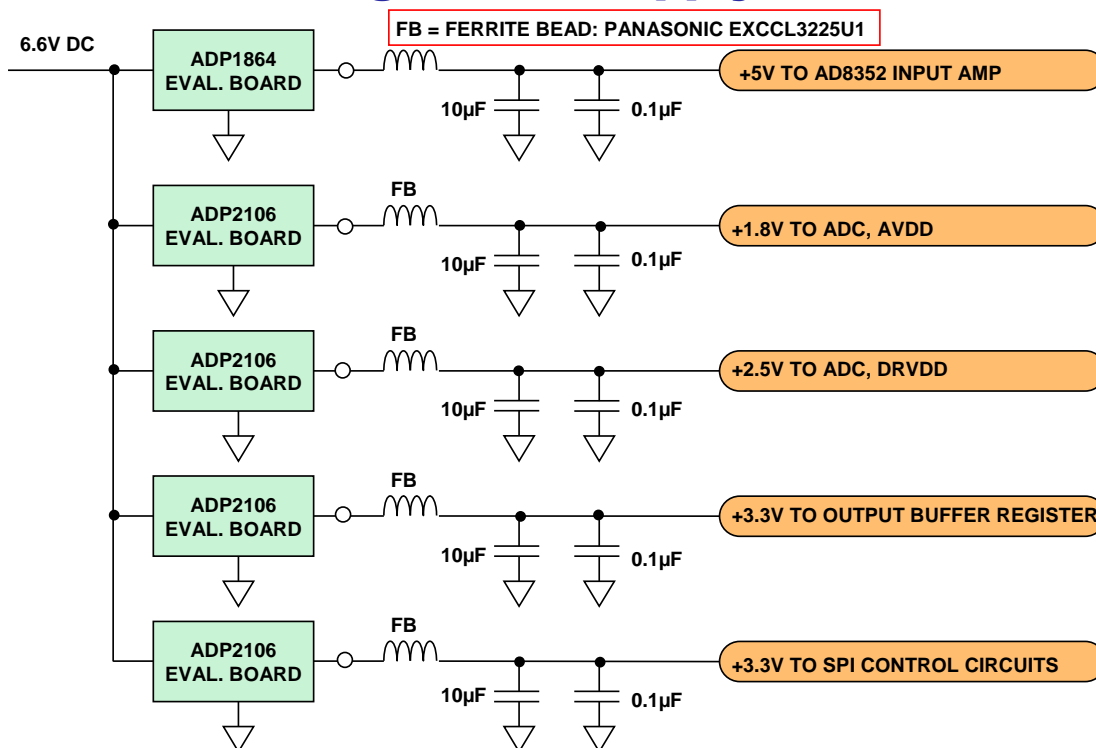 FB = FERRITE BEAD: PANASONIC EXCCL3225U1
6.6V DC
ADP1864
EVAL. BOARD
10µF
0.1µF
+5V TO AD8352 INPUT AMP
ADP2106
EVAL. BOARD
FB
10µF
0.1µF
+1.8V TO ADC, AVDD
ADP2106
EVAL. BOARD
FB
10µF
0.1µF
+2.5V TO ADC, DRVDD
ADP2106
EVAL. BOARD
FB
10µF
0.1µF
+3.3V TO OUTPUT BUFFER REGISTER
ADP2106
EVAL. BOARD
FB
10µF
0.1µF
+3.3V TO SPI CONTROL CIRCUITS